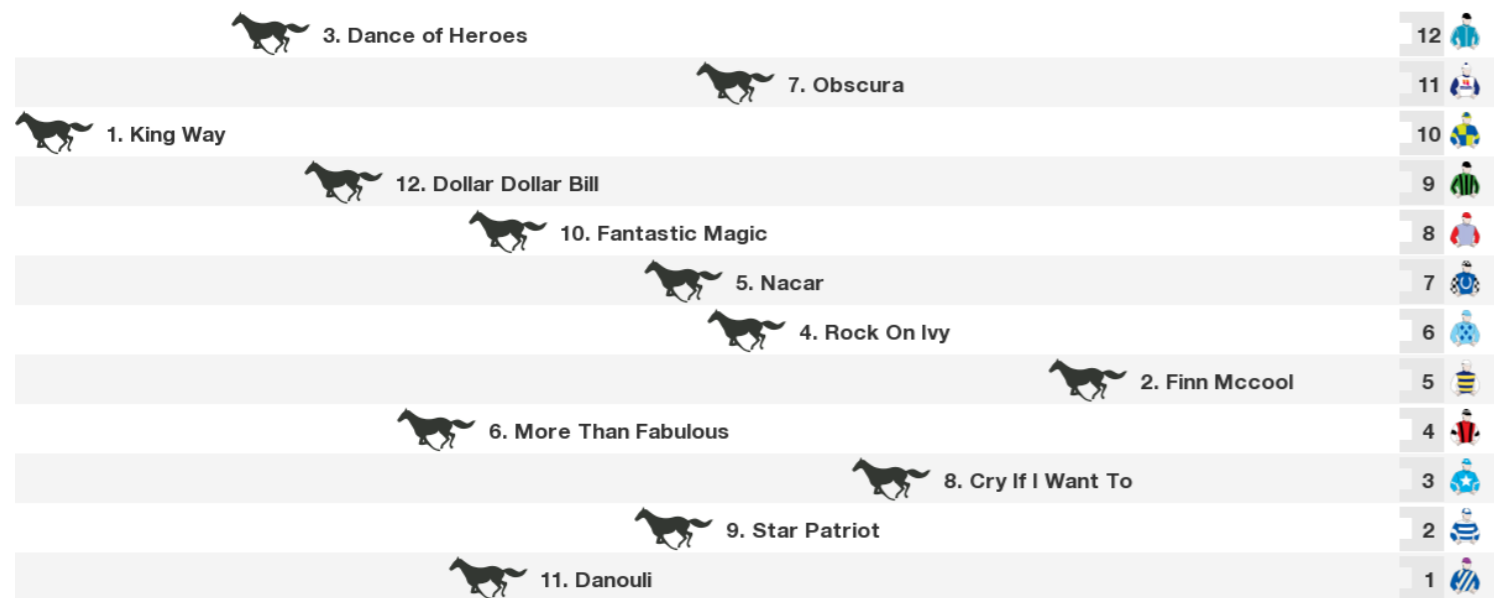 3. Dance of Heroes 12
7. Obscura 11
1. King Way 10
12. Dollar Dollar Bill 9
10. Fantastic Magic 8
5. Nacar 7
4. Rock On Ivy 6
2. Finn Mccool 5
6. More Than Fabulous 4
8. Cry If I Want To 3
9. Star Patriot 2
11. Danouli 1